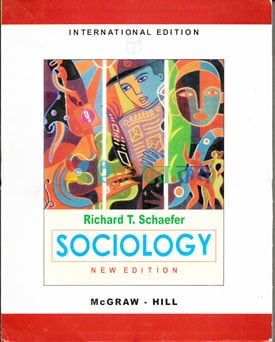 INTERNATIONAL EDITION
Richard T. Schaefer
SOCIOLOGY
NEW EDITION
McGRAW - HILL